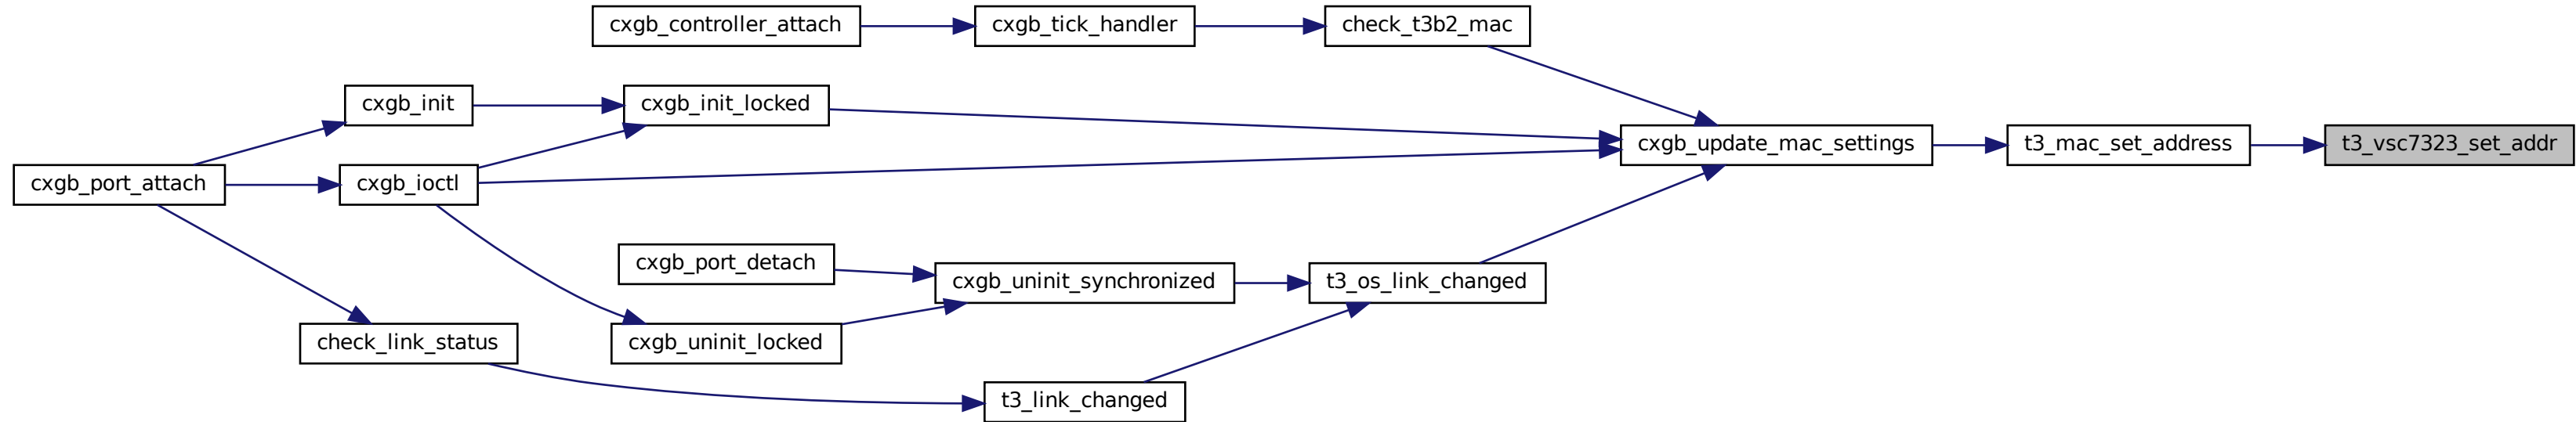 cxgb_controller_attach
cxgb_tick_handler
check_t3b2_mac
cxgb_init
cxgb_init_locked
cxgb_update_mac_settings
t3_mac_set_address
t3_vsc7323_set_addr
cxgb_port_attach
cxgb_ioctl
cxgb_port_detach
cxgb_uninit_synchronized
t3_os_link_changed
check_link_status
cxgb_uninit_locked
t3_link_changed